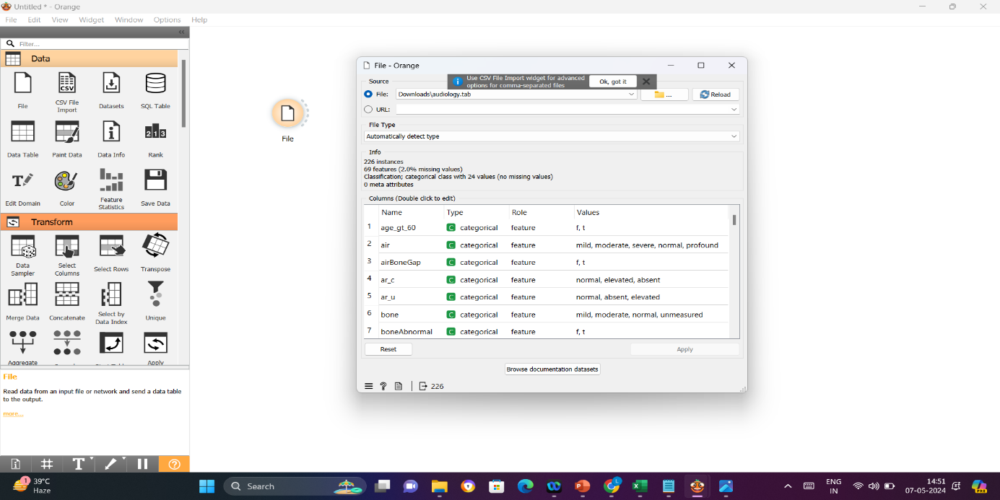 Untitled * - Orange
File Edit View Widget Window Options Help
Filter...
Data
File
CSV File
Import
Datasets
SQL Table
Data Table
Paint Data
Data Info
Rank
Edit Domain
Color
Feature
Statistics
Save Data
Transform
Data
Sampler
Select
Columns
Select Rows
Transpose
Merge Data
Concatenate
Select by
Data Index
Unique
Aggregate
Apply
File
Read data from an input file or network and send a data table
to the output.
more...
File
File - Orange
Source
Use CSV File Import widget for advanced
options for comma-separated files
Ok, got it
File: Downloads\audiology.tab ... Reload
URL:
File Type
Automatically detect type
Info
226 instances
69 features (2.0% missing values)
Classification; categorical class with 24 values (no missing values)
0 meta attributes
Columns (Double click to edit)
Name Type Role Values
1 age_gt_60 C categorical feature f, t
2 air C categorical feature mild, moderate, severe, normal, profound
3 airBoneGap C categorical feature f, t
4 ar_c C categorical feature normal, elevated, absent
5 ar_u C categorical feature normal, absent, elevated
6 bone C categorical feature mild, moderate, normal, unmeasured
7 boneAbnormal C categorical feature f, t
Reset Apply
Browse documentation datasets
226
1 39°C
Haze
Search
ENG
IN
14:51
07-05-2024